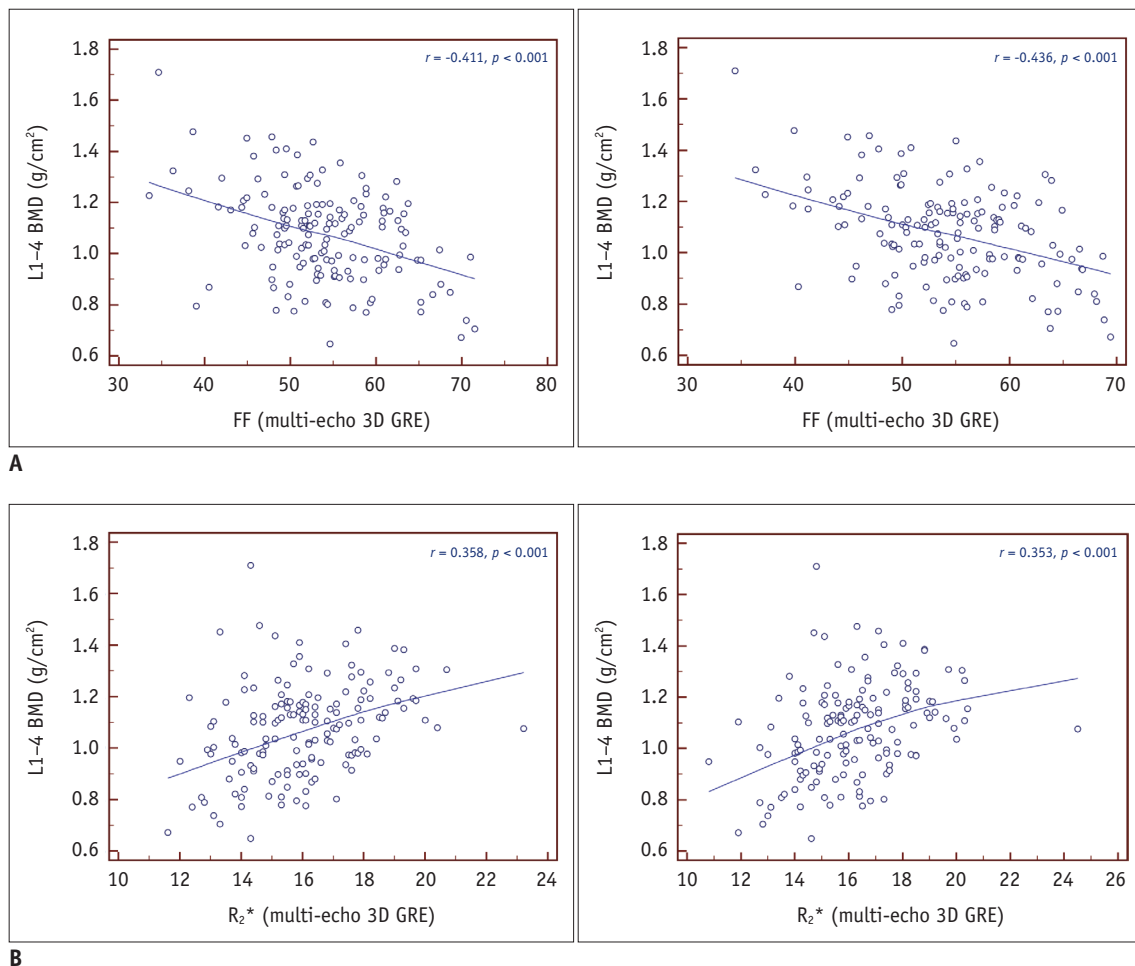 r = -0.411, p < 0.001
L1–4 BMD (g/cm²)
1.8
1.6
1.4
1.2
1.0
0.8
0.6
30 40 50 60 70 80
FF (multi-echo 3D GRE)
r = -0.436, p < 0.001
L1–4 BMD (g/cm²)
1.8
1.6
1.4
1.2
1.0
0.8
0.6
30 40 50 60 70
FF (multi-echo 3D GRE)
A
r = 0.358, p < 0.001
L1–4 BMD (g/cm²)
1.8
1.6
1.4
1.2
1.0
0.8
0.6
10 12 14 16 18 20 22 24
R₂* (multi-echo 3D GRE)
r = 0.353, p < 0.001
L1–4 BMD (g/cm²)
1.8
1.6
1.4
1.2
1.0
0.8
0.6
10 12 14 16 18 20 22 24 26
R₂* (multi-echo 3D GRE)
B